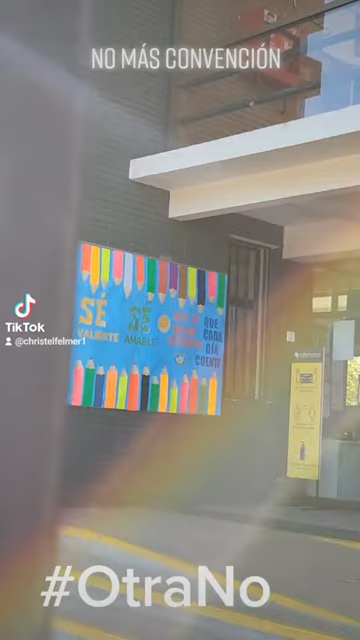 NO MÁS CONVENCIÓN
SÉ
VALIENTE
SÉ
AMABLE
QUE
CADA
DÍA
CUENTE
TikTok
@christelfelmer1
#OtraNo